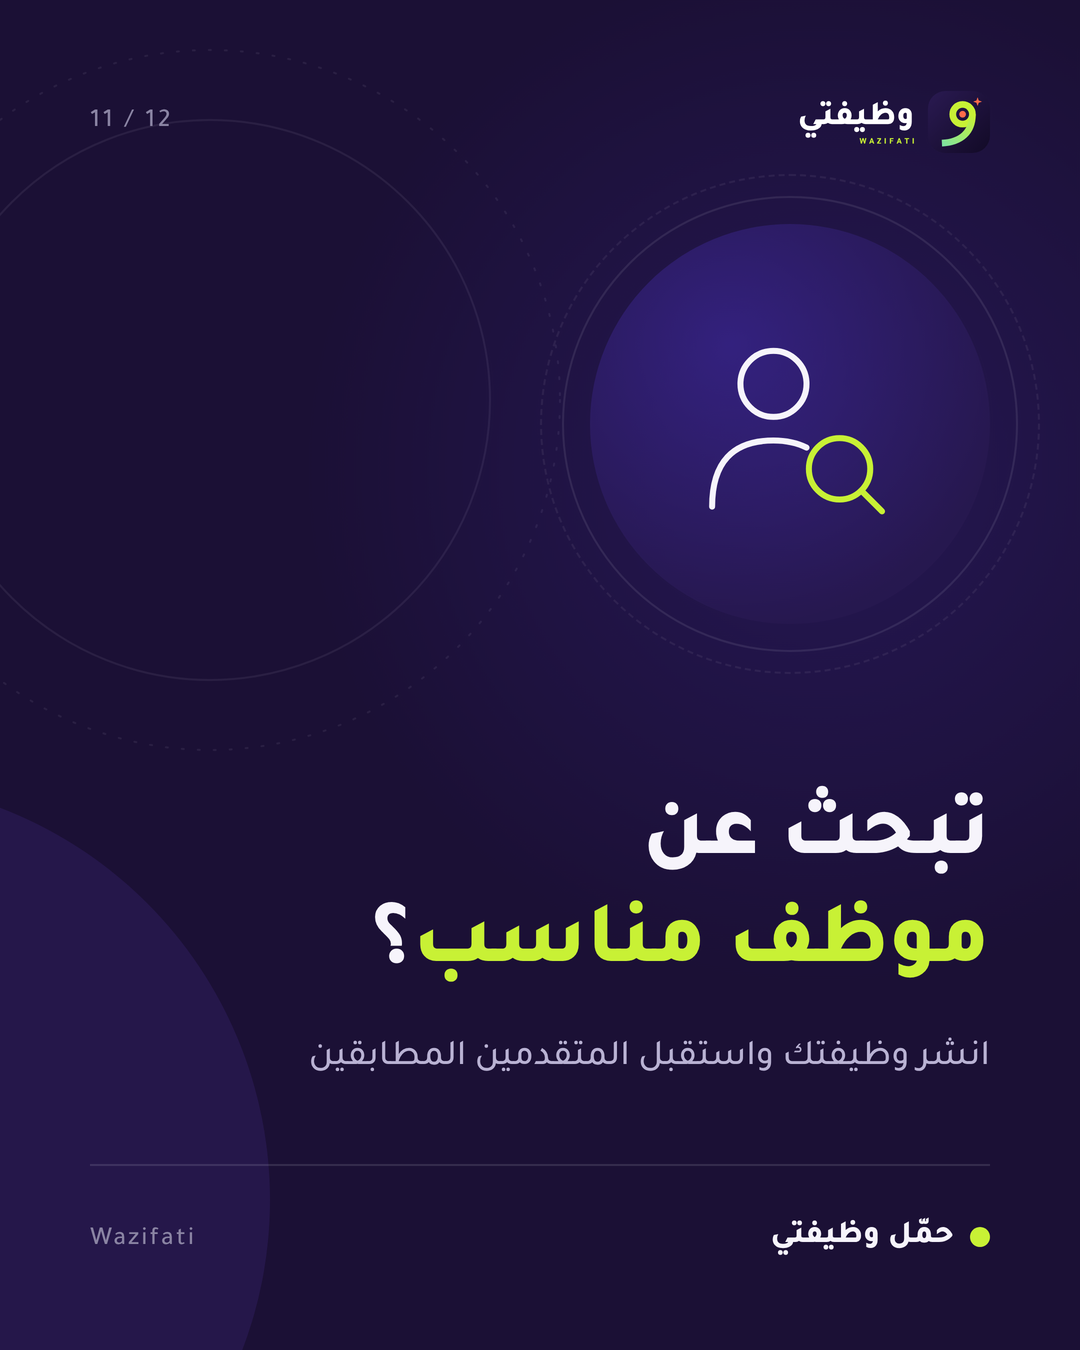 وظيفتي
WAZIFATI
11 / 12
تبحث عن
موظف مناسب؟
انشر وظيفتك واستقبل المتقدمين المطابقين
حمّل وظيفتي
Wazifati